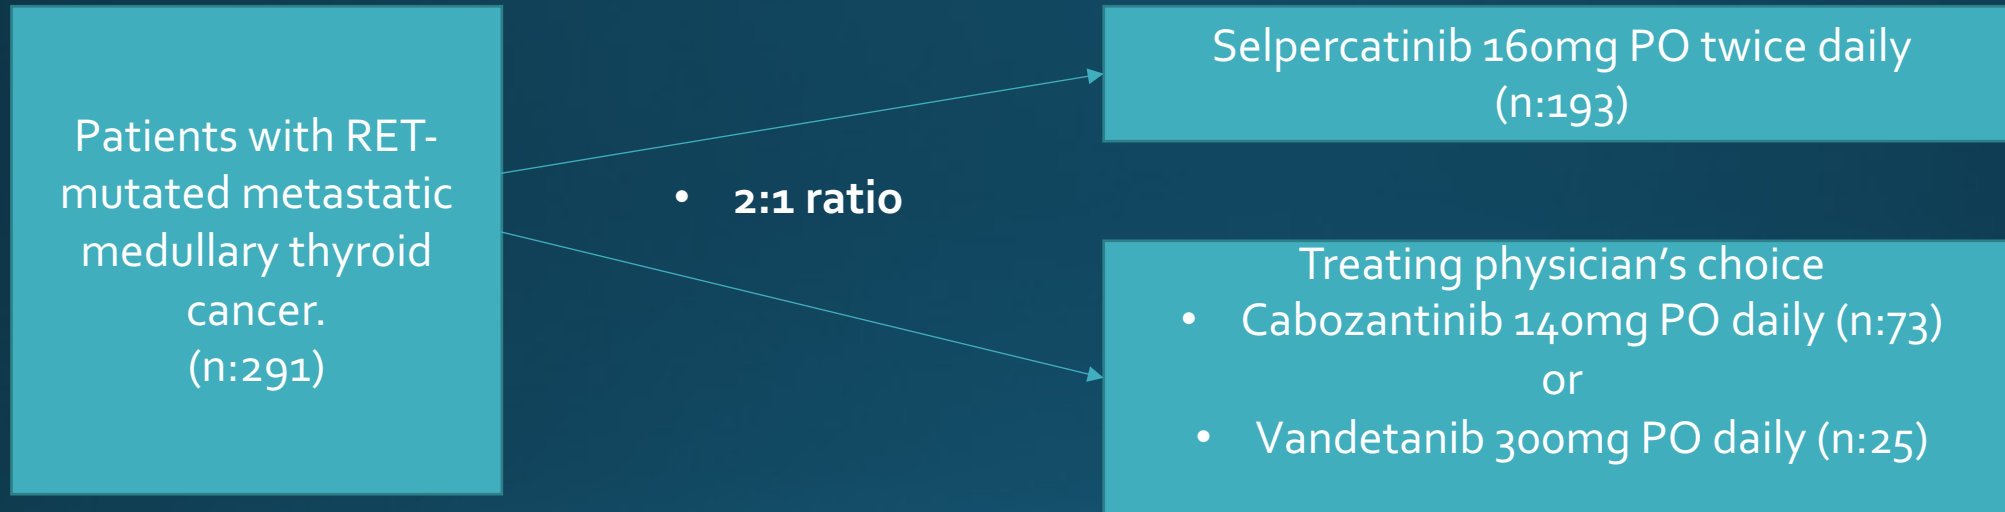 Patients with RET-
mutated metastatic
medullary thyroid
cancer.
(n:291)
• 2:1 ratio
Selpercatinib 160mg PO twice daily
(n:193)
Treating physician’s choice
• Cabozantinib 140mg PO daily (n:73)
or
• Vandetanib 300mg PO daily (n:25)